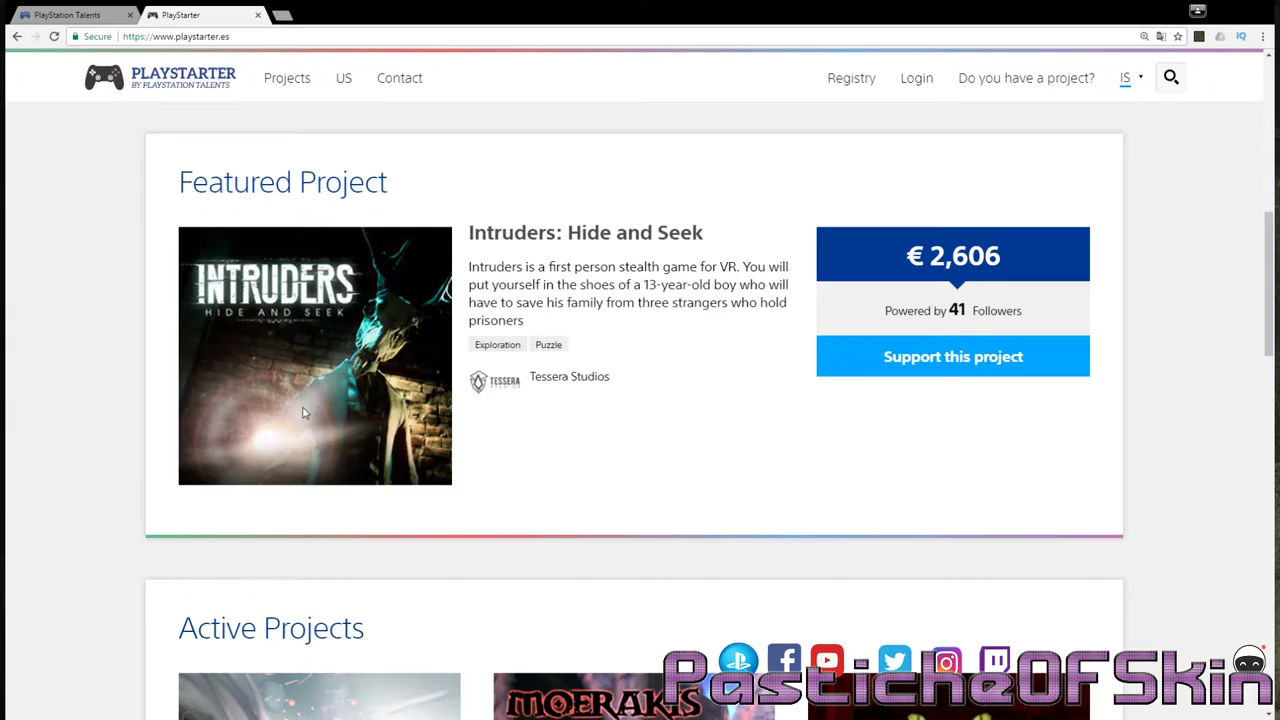 PlayStation Talents
PlayStarter
Secure
https://www.playstarter.es
PLAYSTARTER
BY PLAYSTATION TALENTS
Projects
US
Contact
Registry
Login
Do you have a project?
IS
Featured Project
INTRUDERS
HIDE AND SEEK
Intruders: Hide and Seek
Intruders is a first person stealth game for VR. You will
put yourself in the shoes of a 13-year-old boy who will
have to save his family from three strangers who hold
prisoners
Exploration
Puzzle
TESSERA
STUDIOS
Tessera Studios
€ 2,606
Powered by 41 Followers
Support this project
Active Projects
MOERAKIS
PasticheOFSkin